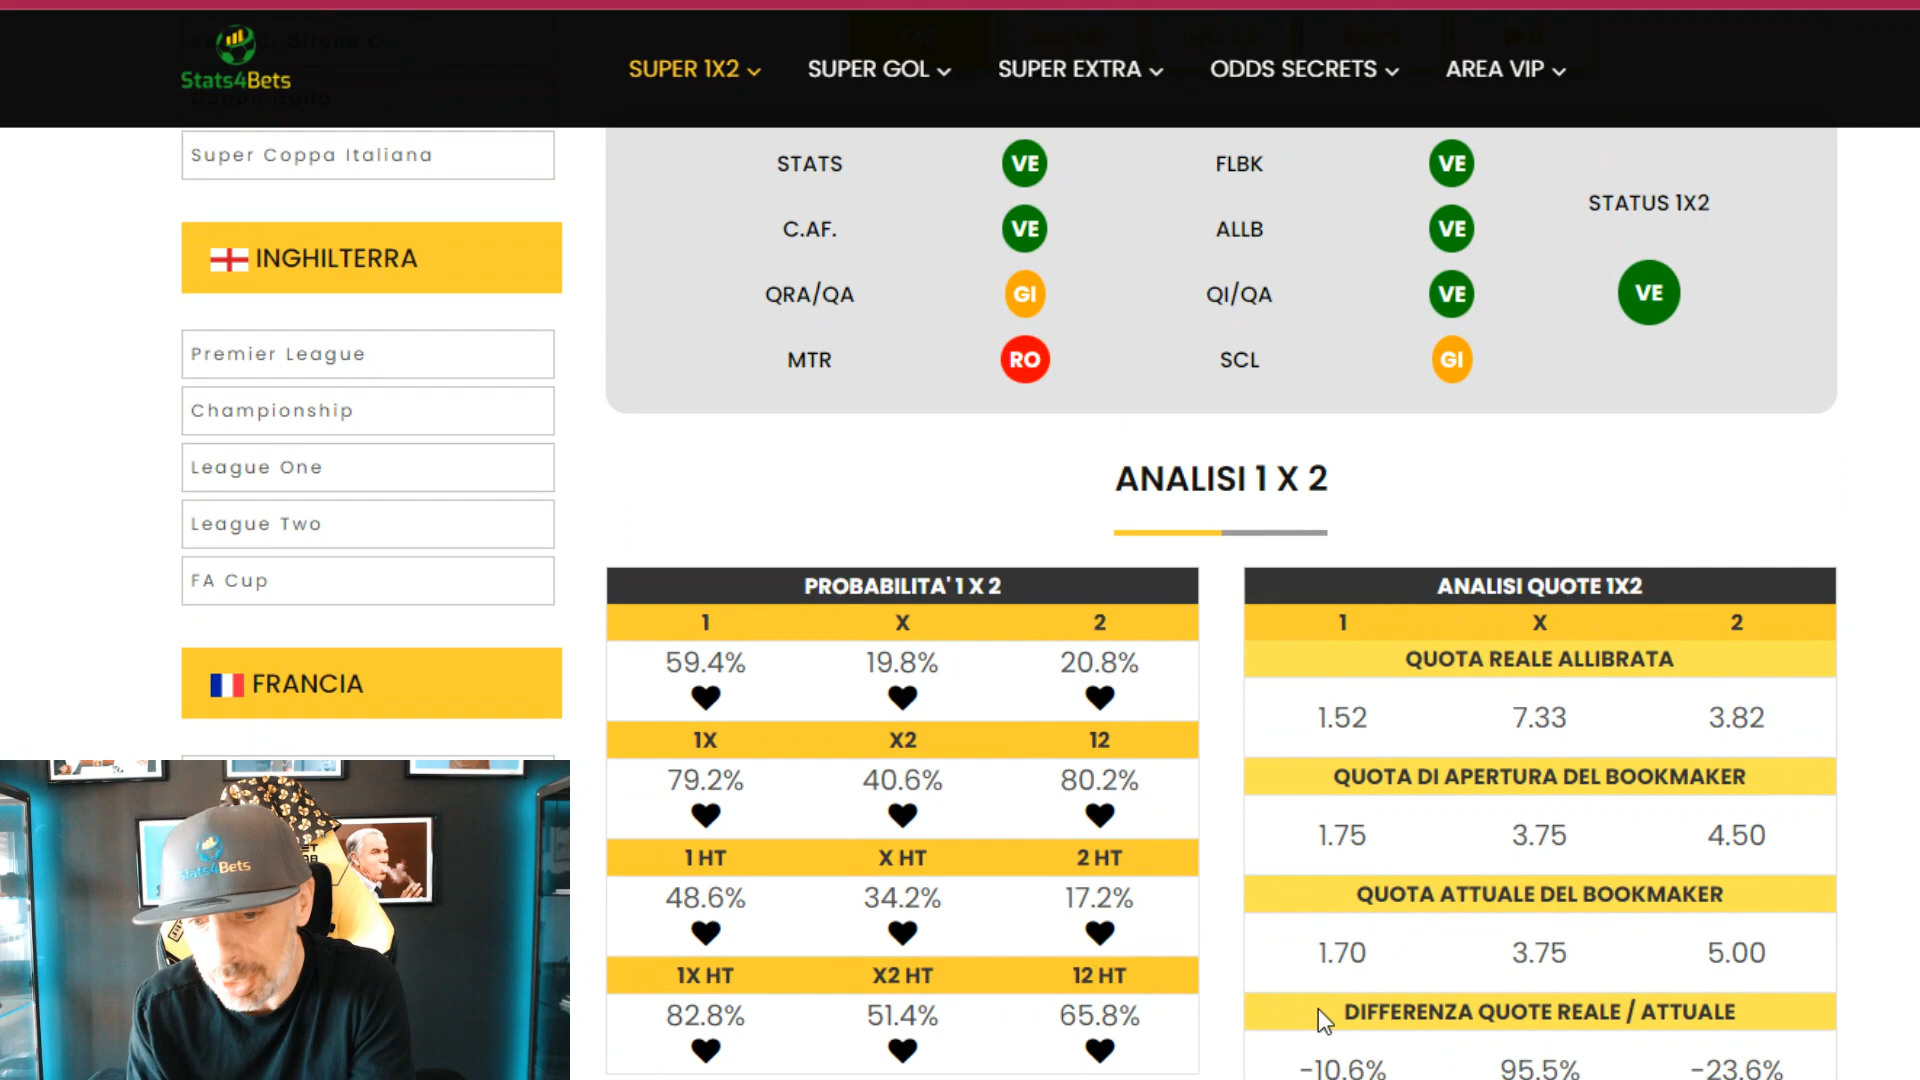 Stats4Bets
SUPER 1X2
SUPER GOL
SUPER EXTRA
ODDS SECRETS
AREA VIP
Super Coppa Italiana
INGHILTERRA
Premier League
Championship
League One
League Two
FA Cup
FRANCIA
STATS VE FLBK VE
C.AF. VE ALLB VE
QRA/QA GI QI/QA VE
MTR RO SCL GI
STATUS 1X2
VE
ANALISI 1 X 2
PROBABILITA' 1 X 2
1 X 2
59.4% 19.8% 20.8%
1X X2 12
79.2% 40.6% 80.2%
1 HT X HT 2 HT
48.6% 34.2% 17.2%
1X HT X2 HT 12 HT
82.8% 51.4% 65.8%
ANALISI QUOTE 1X2
1 X 2
QUOTA REALE ALLIBRATA
1.52 7.33 3.82
QUOTA DI APERTURA DEL BOOKMAKER
1.75 3.75 4.50
QUOTA ATTUALE DEL BOOKMAKER
1.70 3.75 5.00
DIFFERENZA QUOTE REALE / ATTUALE
-10.6% 95.5% -23.6%
Stats4Bets